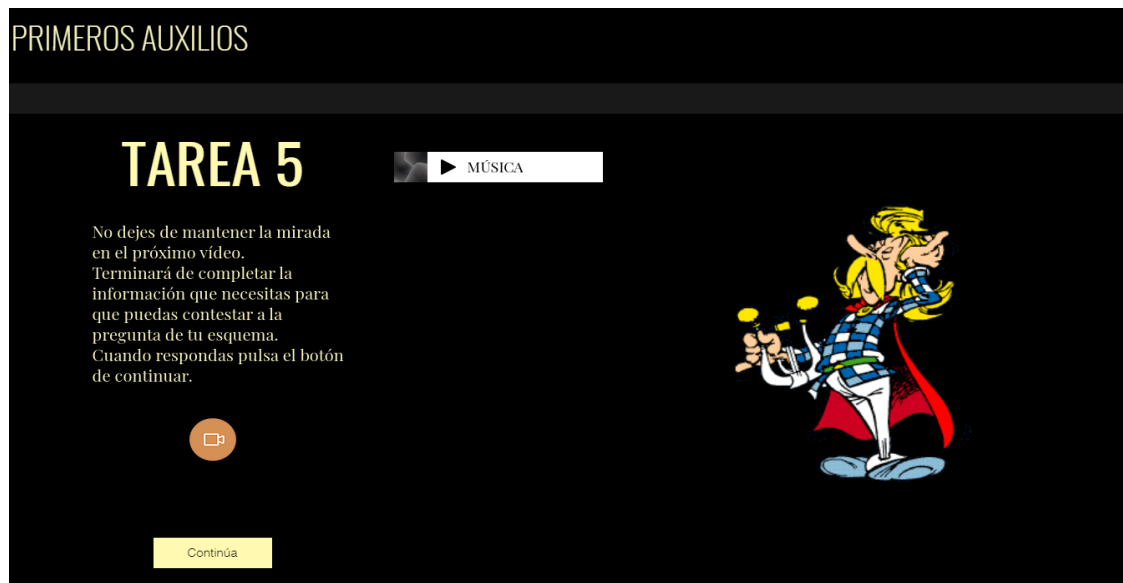 PRIMEROS AUXILIOS
TAREA 5
MÚSICA
No dejes de mantener la mirada
en el próximo vídeo.
Terminará de completar la
información que necesitas para
que puedas contestar a la
pregunta de tu esquema.
Cuando respondas pulsa el botón
de continuar.
Continúa